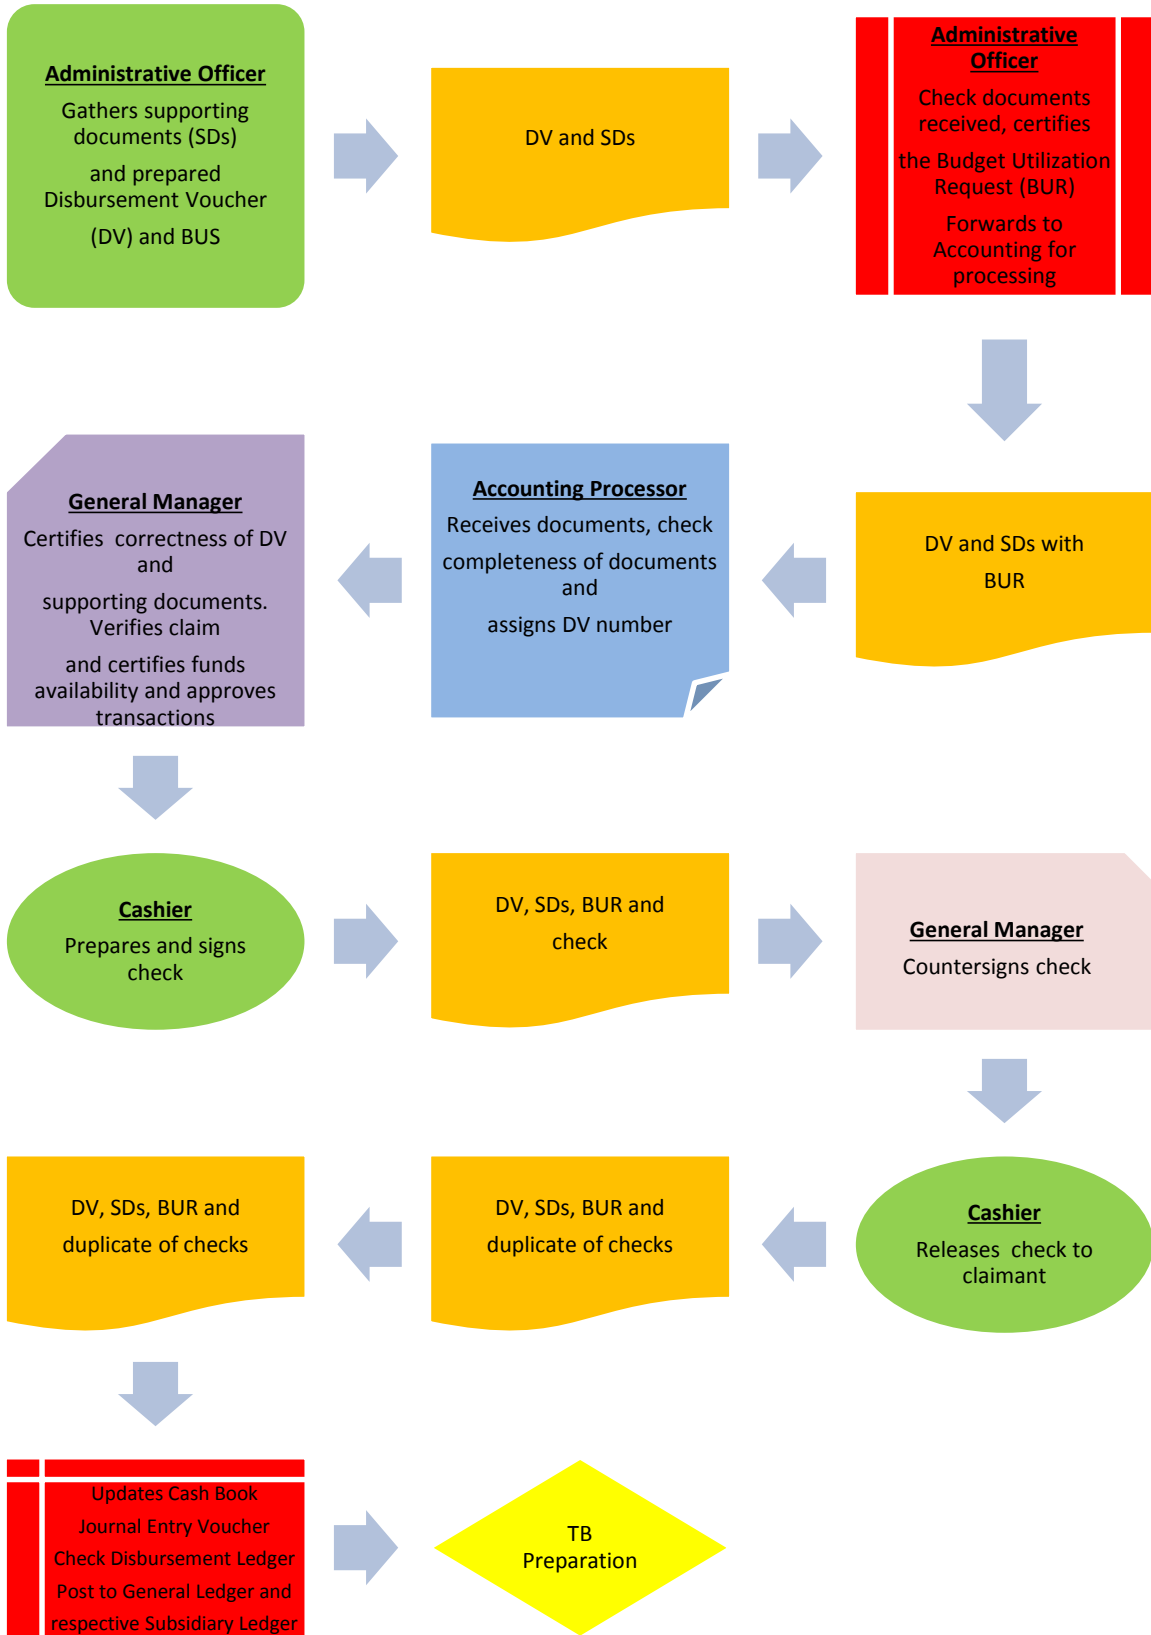 Administrative Officer
Gathers supporting
documents (SDs)
and prepared
Disbursement Voucher
(DV) and BUS
DV and SDs
Administrative
Officer
Check documents
received, certifies
the Budget Utilization
Request (BUR)
Forwards to
Accounting for
processing
DV and SDs with
BUR
Accounting Processor
Receives documents, check
completeness of documents
and
assigns DV number
General Manager
Certifies correctness of DV
and
supporting documents.
Verifies claim
and certifies funds
availability and approves
transactions
Cashier
Prepares and signs
check
DV, SDs, BUR and
check
General Manager
Countersigns check
Cashier
Releases check to
claimant
DV, SDs, BUR and
duplicate of checks
DV, SDs, BUR and
duplicate of checks
Updates Cash Book
Journal Entry Voucher
Check Disbursement Ledger
Post to General Ledger and
respective Subsidiary Ledger
TB
Preparation